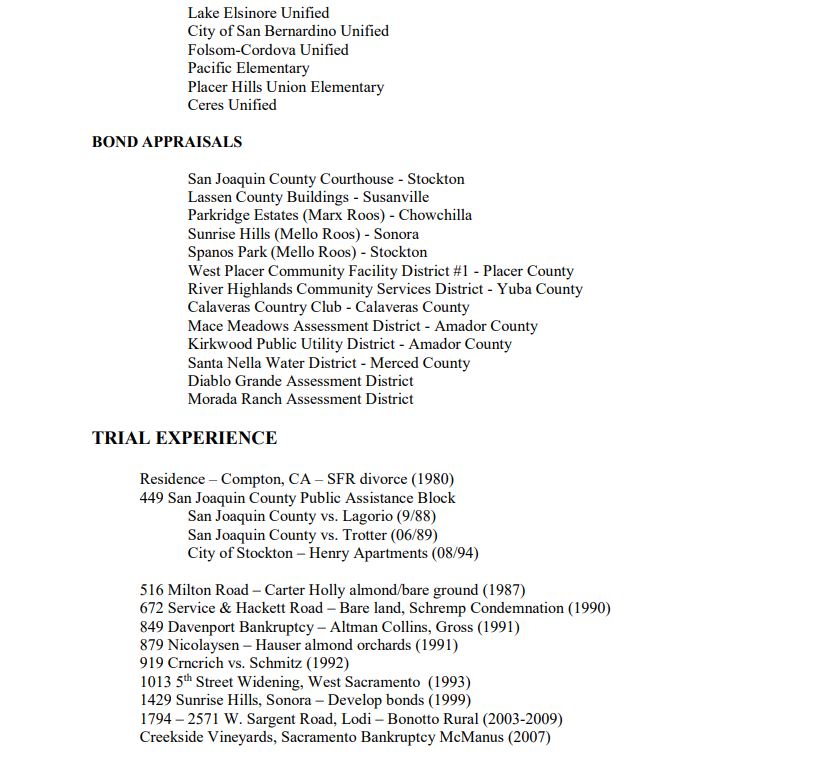 Lake Elsinore Unified
City of San Bernardino Unified
Folsom-Cordova Unified
Pacific Elementary
Placer Hills Union Elementary
Ceres Unified
BOND APPRAISALS
San Joaquin County Courthouse - Stockton
Lassen County Buildings - Susanville
Parkridge Estates (Marx Roos) - Chowchilla
Sunrise Hills (Mello Roos) - Sonora
Spanos Park (Mello Roos) - Stockton
West Placer Community Facility District #1 - Placer County
River Highlands Community Services District - Yuba County
Calaveras Country Club - Calaveras County
Mace Meadows Assessment District - Amador County
Kirkwood Public Utility District - Amador County
Santa Nella Water District - Merced County
Diablo Grande Assessment District
Morada Ranch Assessment District
TRIAL EXPERIENCE
Residence – Compton, CA – SFR divorce (1980)
449 San Joaquin County Public Assistance Block
San Joaquin County vs. Lagorio (9/88)
San Joaquin County vs. Trotter (06/89)
City of Stockton – Henry Apartments (08/94)
516 Milton Road – Carter Holly almond/bare ground (1987)
672 Service & Hackett Road – Bare land, Schremp Condemnation (1990)
849 Davenport Bankruptcy – Altman Collins, Gross (1991)
879 Nicolaysen – Hauser almond orchards (1991)
919 Crncrich vs. Schmitz (1992)
1013 5th Street Widening, West Sacramento (1993)
1429 Sunrise Hills, Sonora – Develop bonds (1999)
1794 – 2571 W. Sargent Road, Lodi – Bonotto Rural (2003-2009)
Creekside Vineyards, Sacramento Bankruptcy McManus (2007)